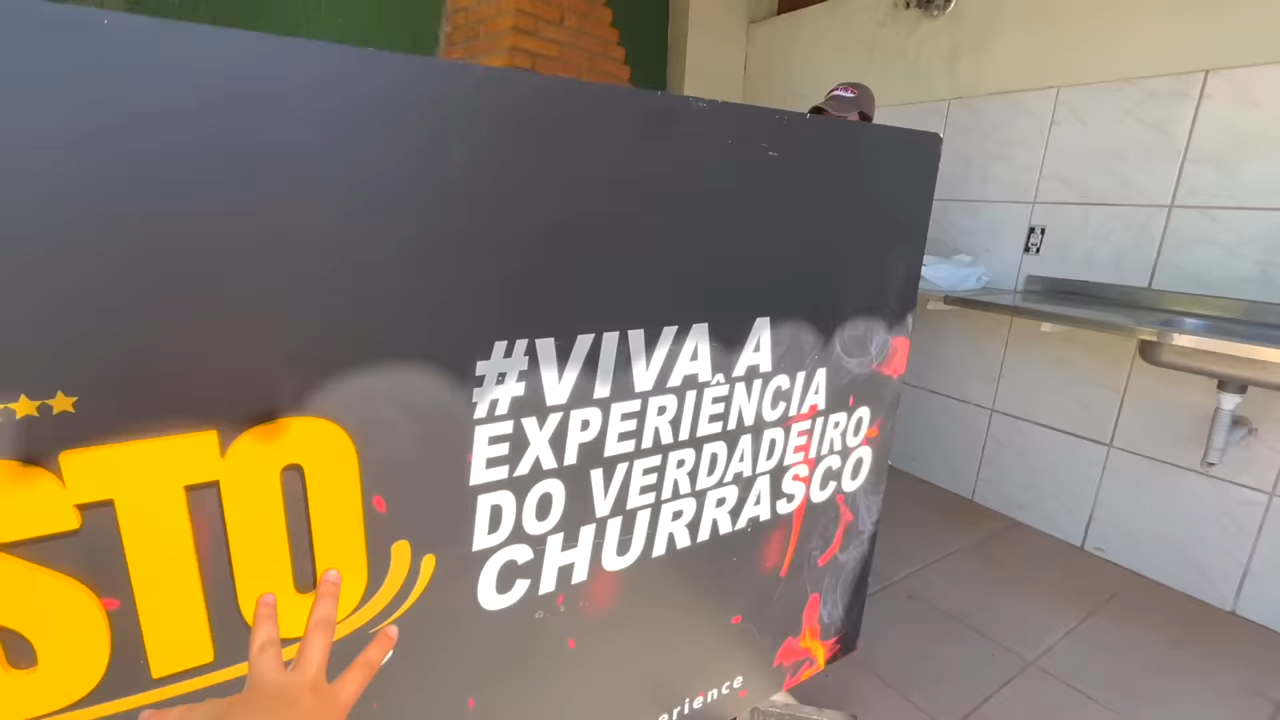 STO
#VIVA A
EXPERIÊNCIA
DO VERDADEIRO
CHURRASCO
erience